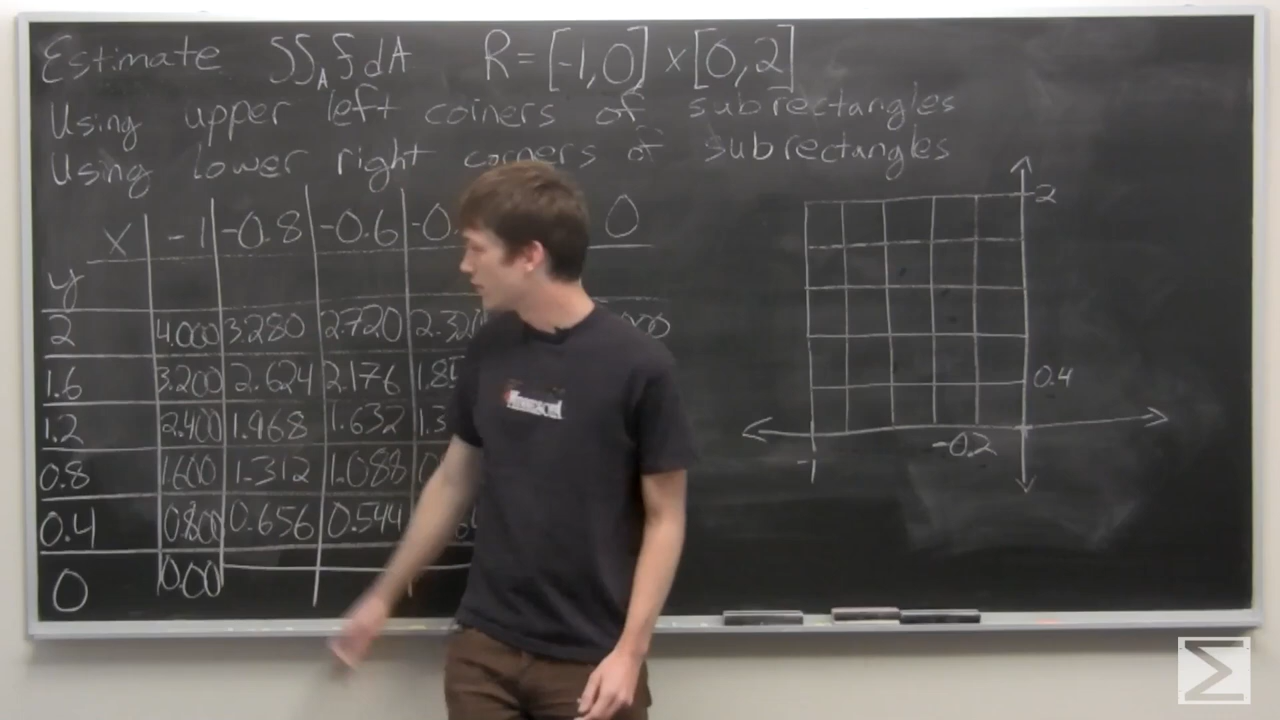 Estimate ∫∫_A f dA R = [-1,0] × [0,2]
Using upper left corners of subrectangles
Using lower right corners of subrectangles
x -1 -0.8 -0.6 0
y
2 4.000 3.280 2.720
1.6 3.200 2.624 2.176
1.2 2.400 1.968 1.632
0.8 1.600 1.312 1.088
0.4 0.800 0.656 0.544
0 0.00
2
0.4
-0.2
-1
Σ